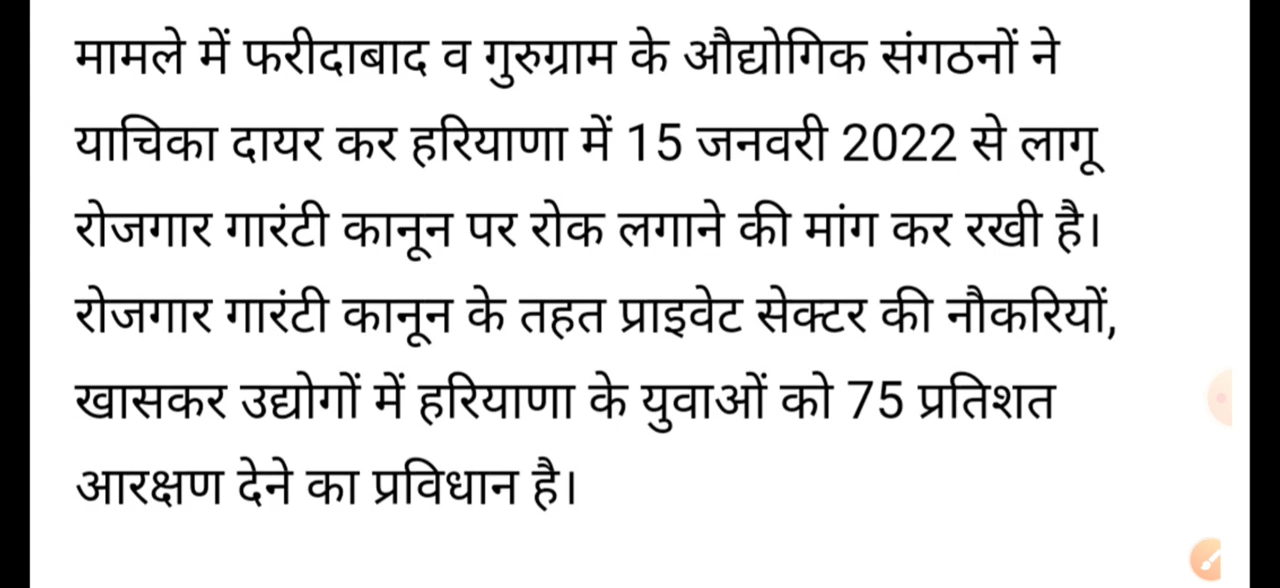 मामले में फरीदाबाद व गुरुग्राम के औद्योगिक संगठनों ने
याचिका दायर कर हरियाणा में 15 जनवरी 2022 से लागू
रोजगार गारंटी कानून पर रोक लगाने की मांग कर रखी है।
रोजगार गारंटी कानून के तहत प्राइवेट सेक्टर की नौकरियों,
खासकर उद्योगों में हरियाणा के युवाओं को 75 प्रतिशत
आरक्षण देने का प्रविधान है।